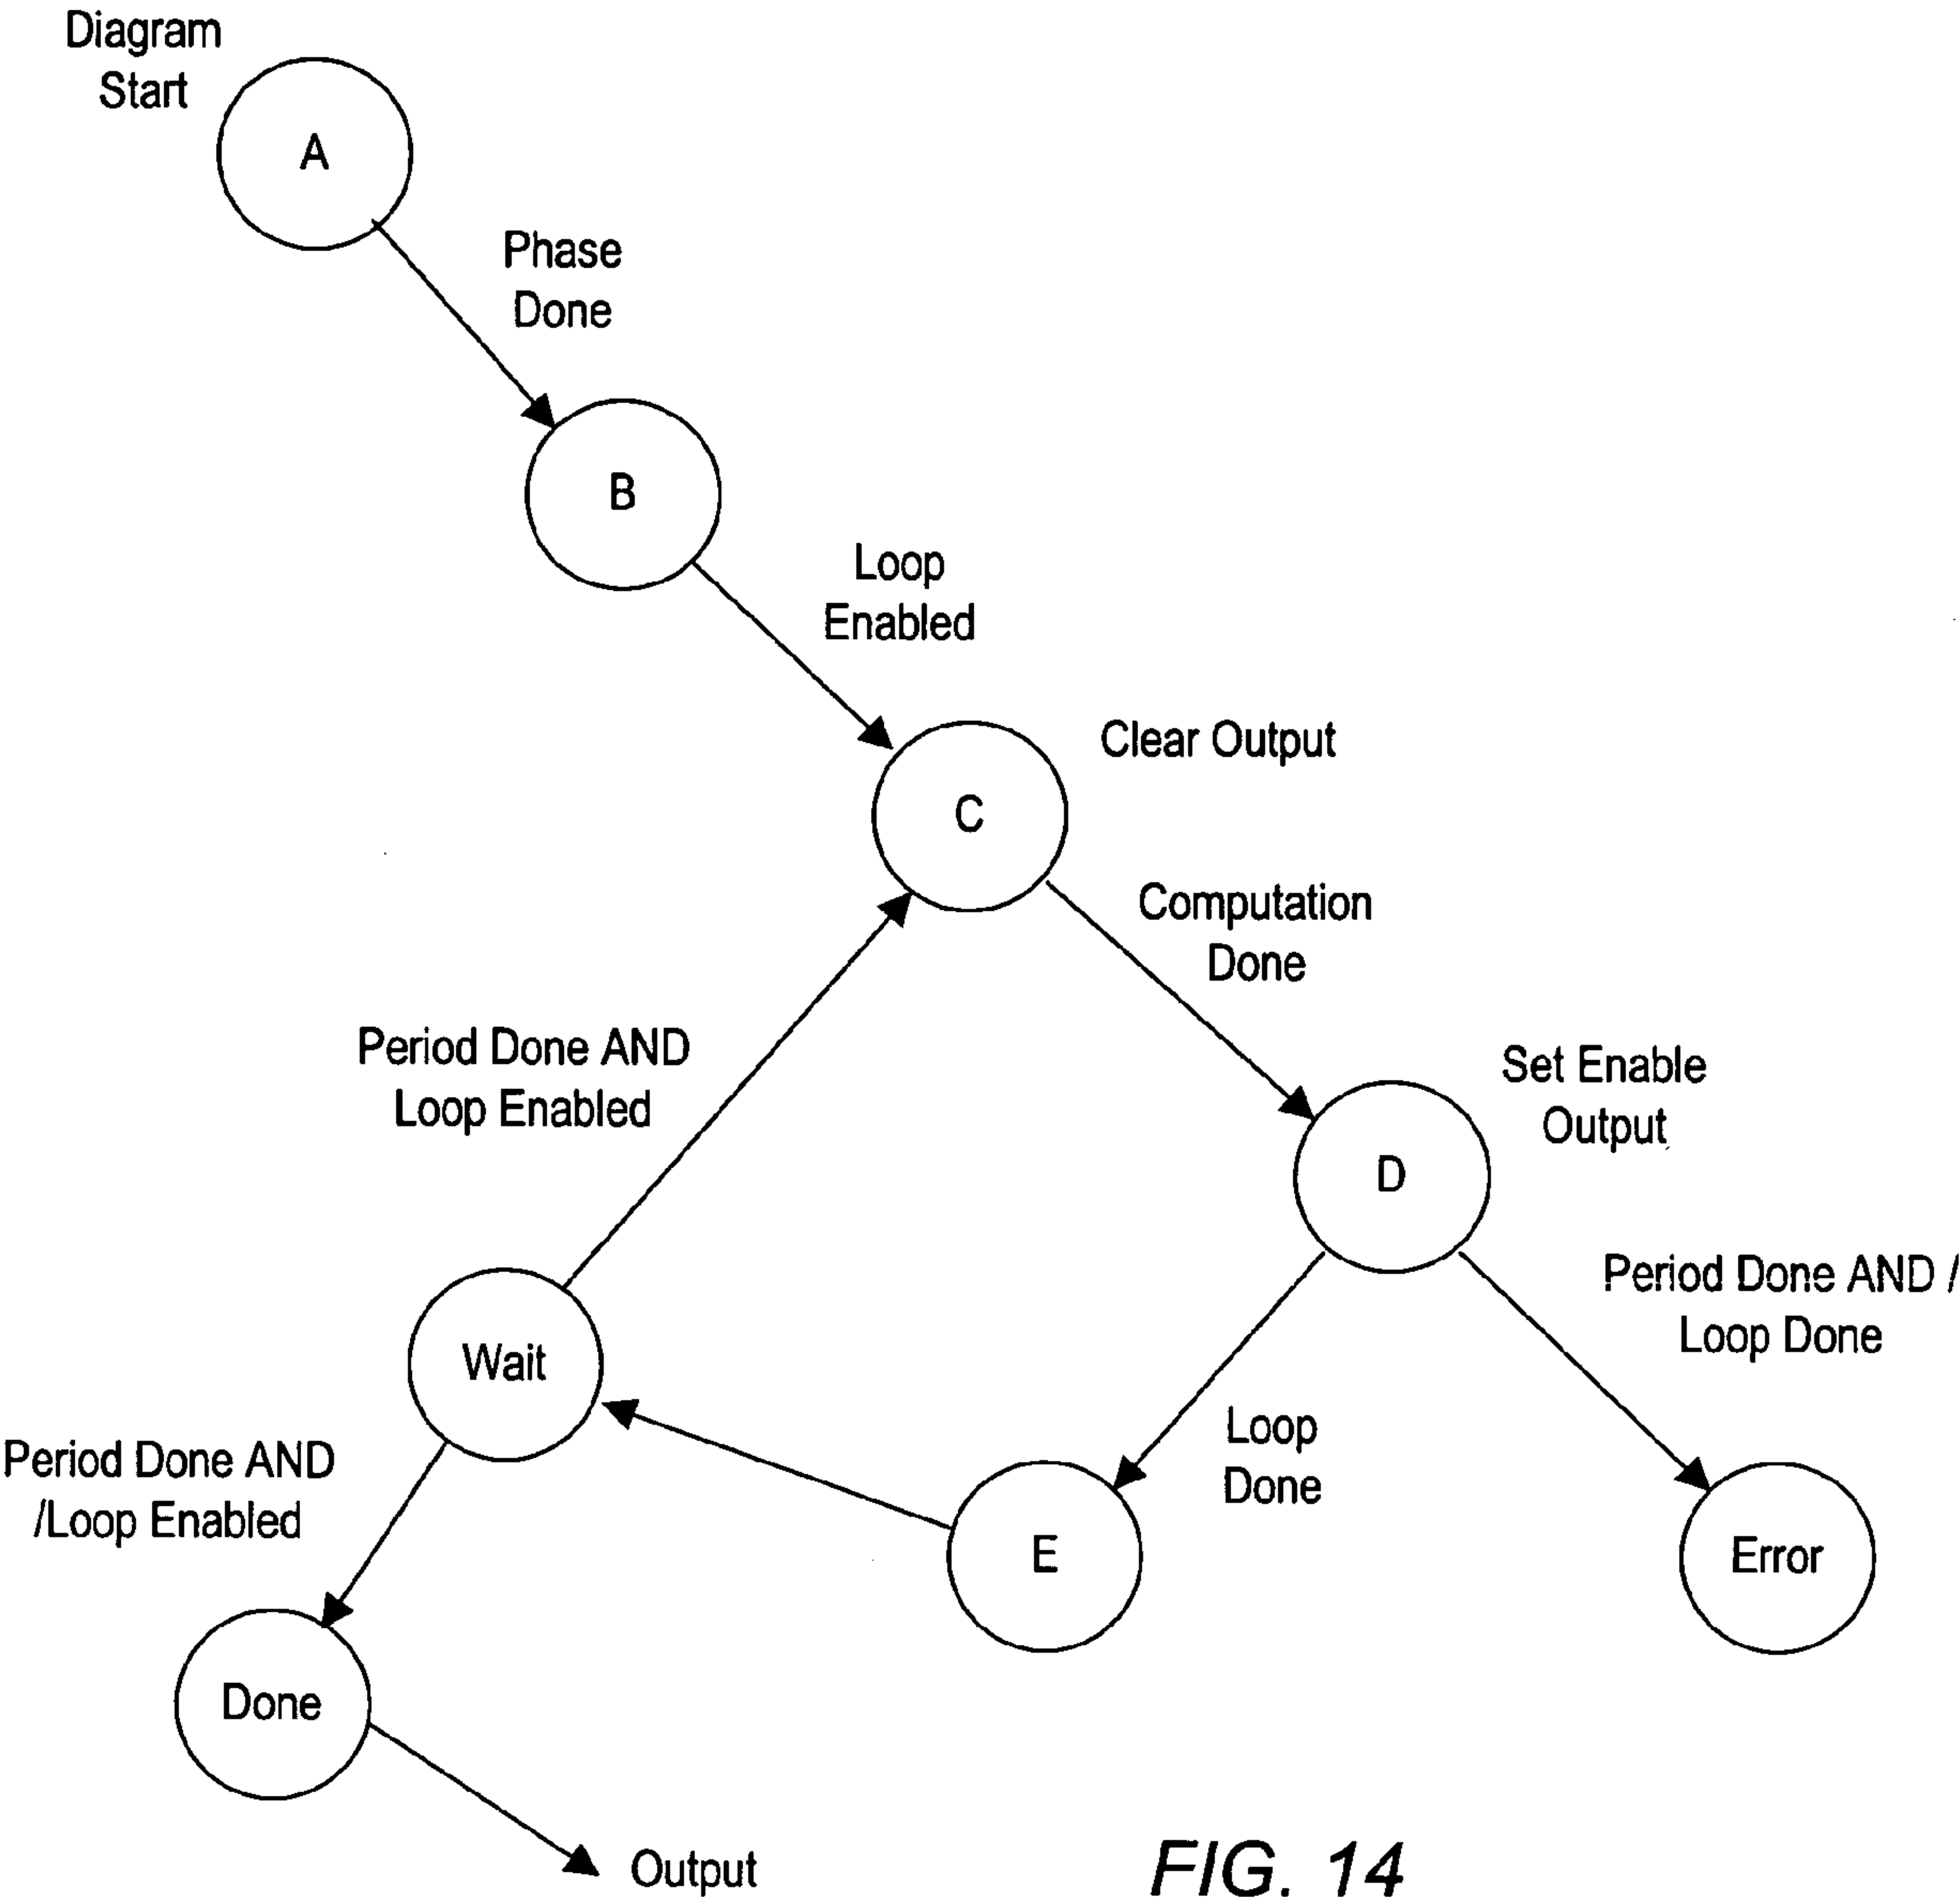 Diagram
Start
A
Phase
Done
B
Loop
Enabled
Clear Output
C
Computation
Done
Period Done AND
Loop Enabled
Set Enable
Output
D
Period Done AND /
Loop Done
Wait
Loop
Done
Period Done AND
/Loop Enabled
E
Error
Done
Output
FIG. 14